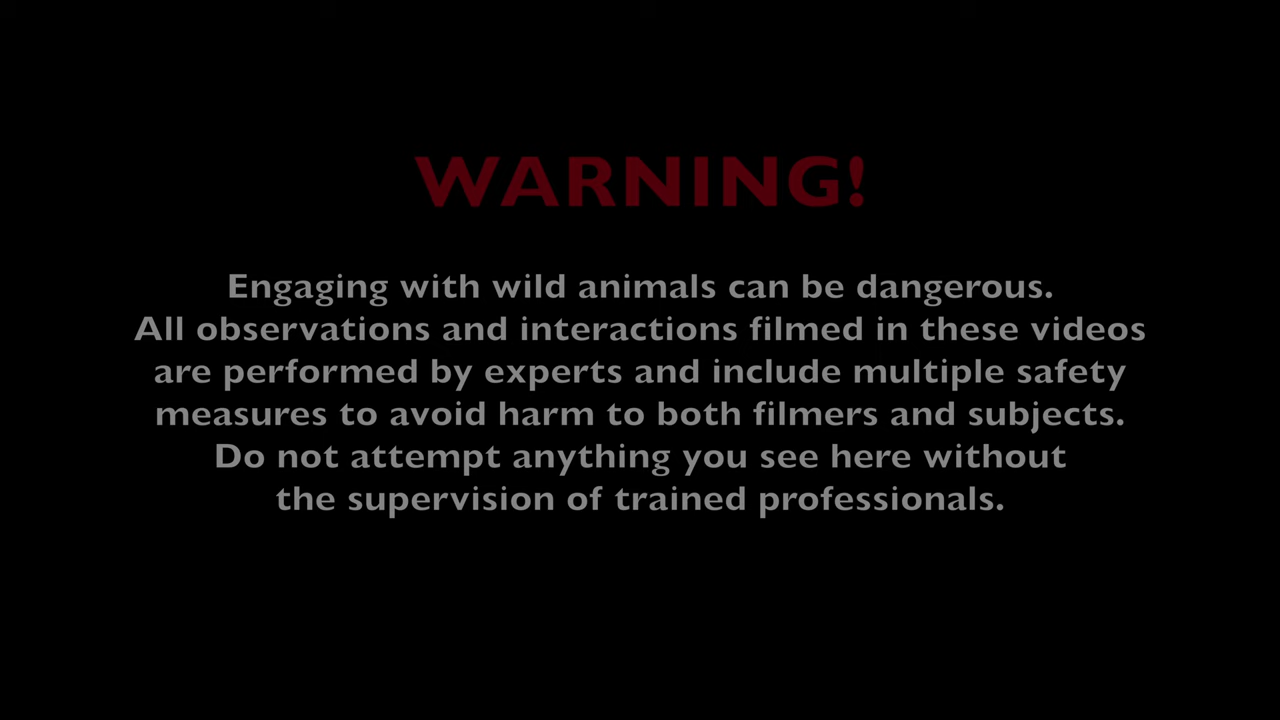 WARNING!
Engaging with wild animals can be dangerous.
All observations and interactions filmed in these videos
are performed by experts and include multiple safety
measures to avoid harm to both filmers and subjects.
Do not attempt anything you see here without
the supervision of trained professionals.